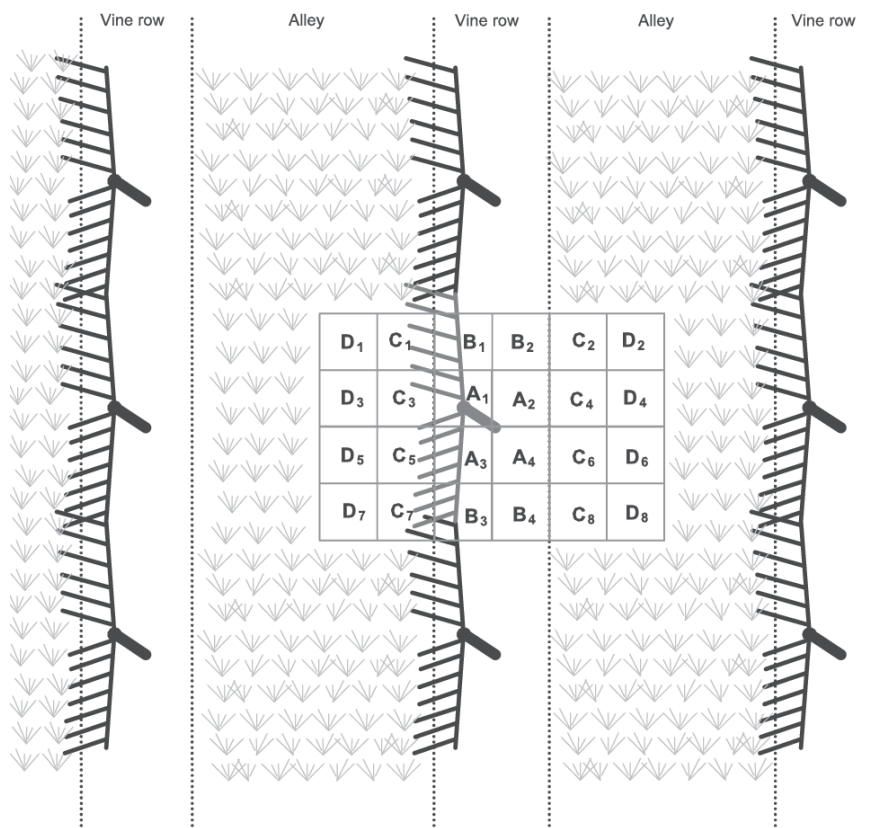 Vine row Alley Vine row Alley Vine row
D1 C1 B1 B2 C2 D2
D3 C3 A1 A2 C4 D4
D5 C5 A3 A4 C6 D6
D7 C7 B3 B4 C8 D8